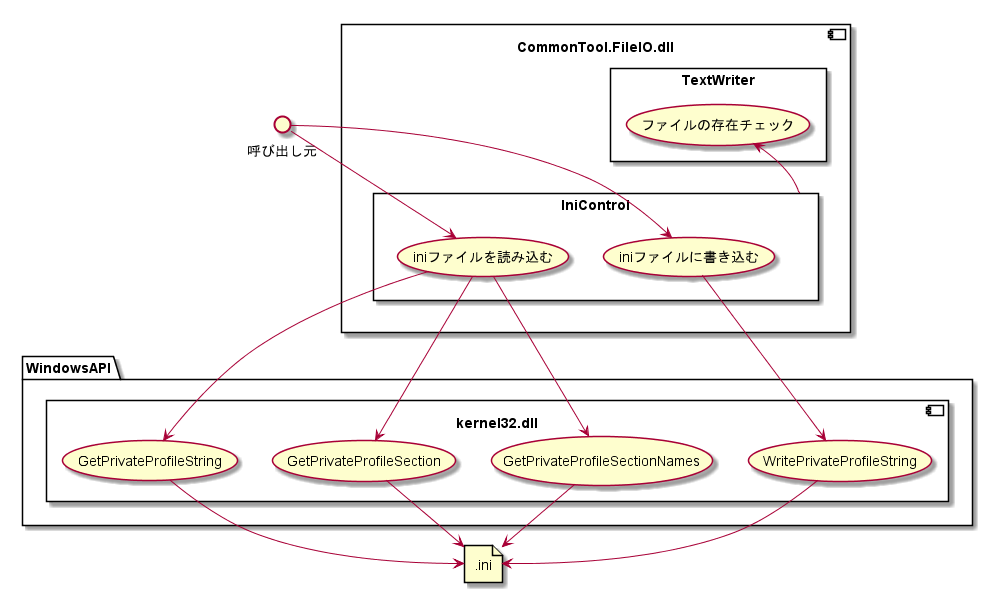 CommonTool.FileIO.dll
TextWriter
ファイルの存在チェック
呼び出し元
IniControl
iniファイルを読み込む
iniファイルに書き込む
WindowsAPI
kernel32.dll
GetPrivateProfileString
GetPrivateProfileSection
GetPrivateProfileSectionNames
WritePrivateProfileString
.ini